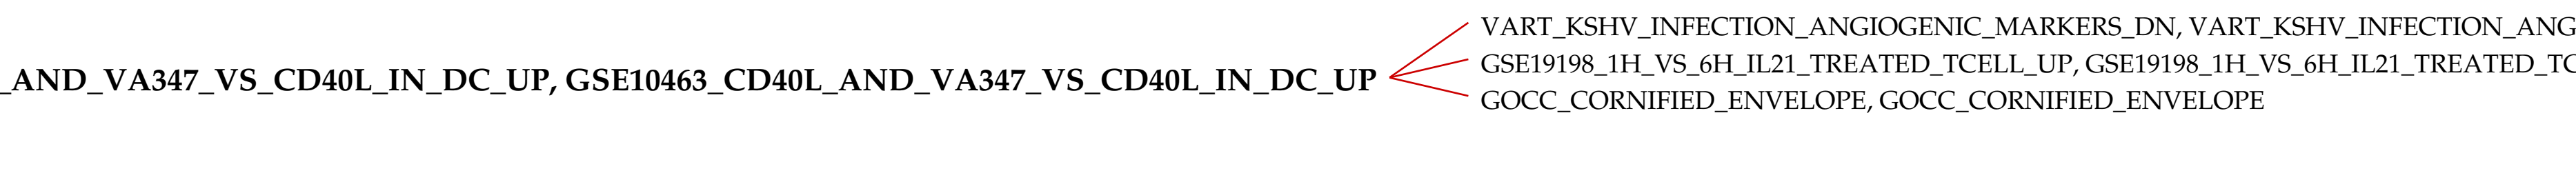 _AND_VA347_VS_CD40L_IN_DC_UP, GSE10463_CD40L_AND_VA347_VS_CD40L_IN_DC_UP
VART_KSHV_INFECTION_ANGIOGENIC_MARKERS_DN, VART_KSHV_INFECTION_ANG
GSE19198_1H_VS_6H_IL21_TREATED_TCELL_UP, GSE19198_1H_VS_6H_IL21_TREATED_TC
GOCC_CORNIFIED_ENVELOPE, GOCC_CORNIFIED_ENVELOPE